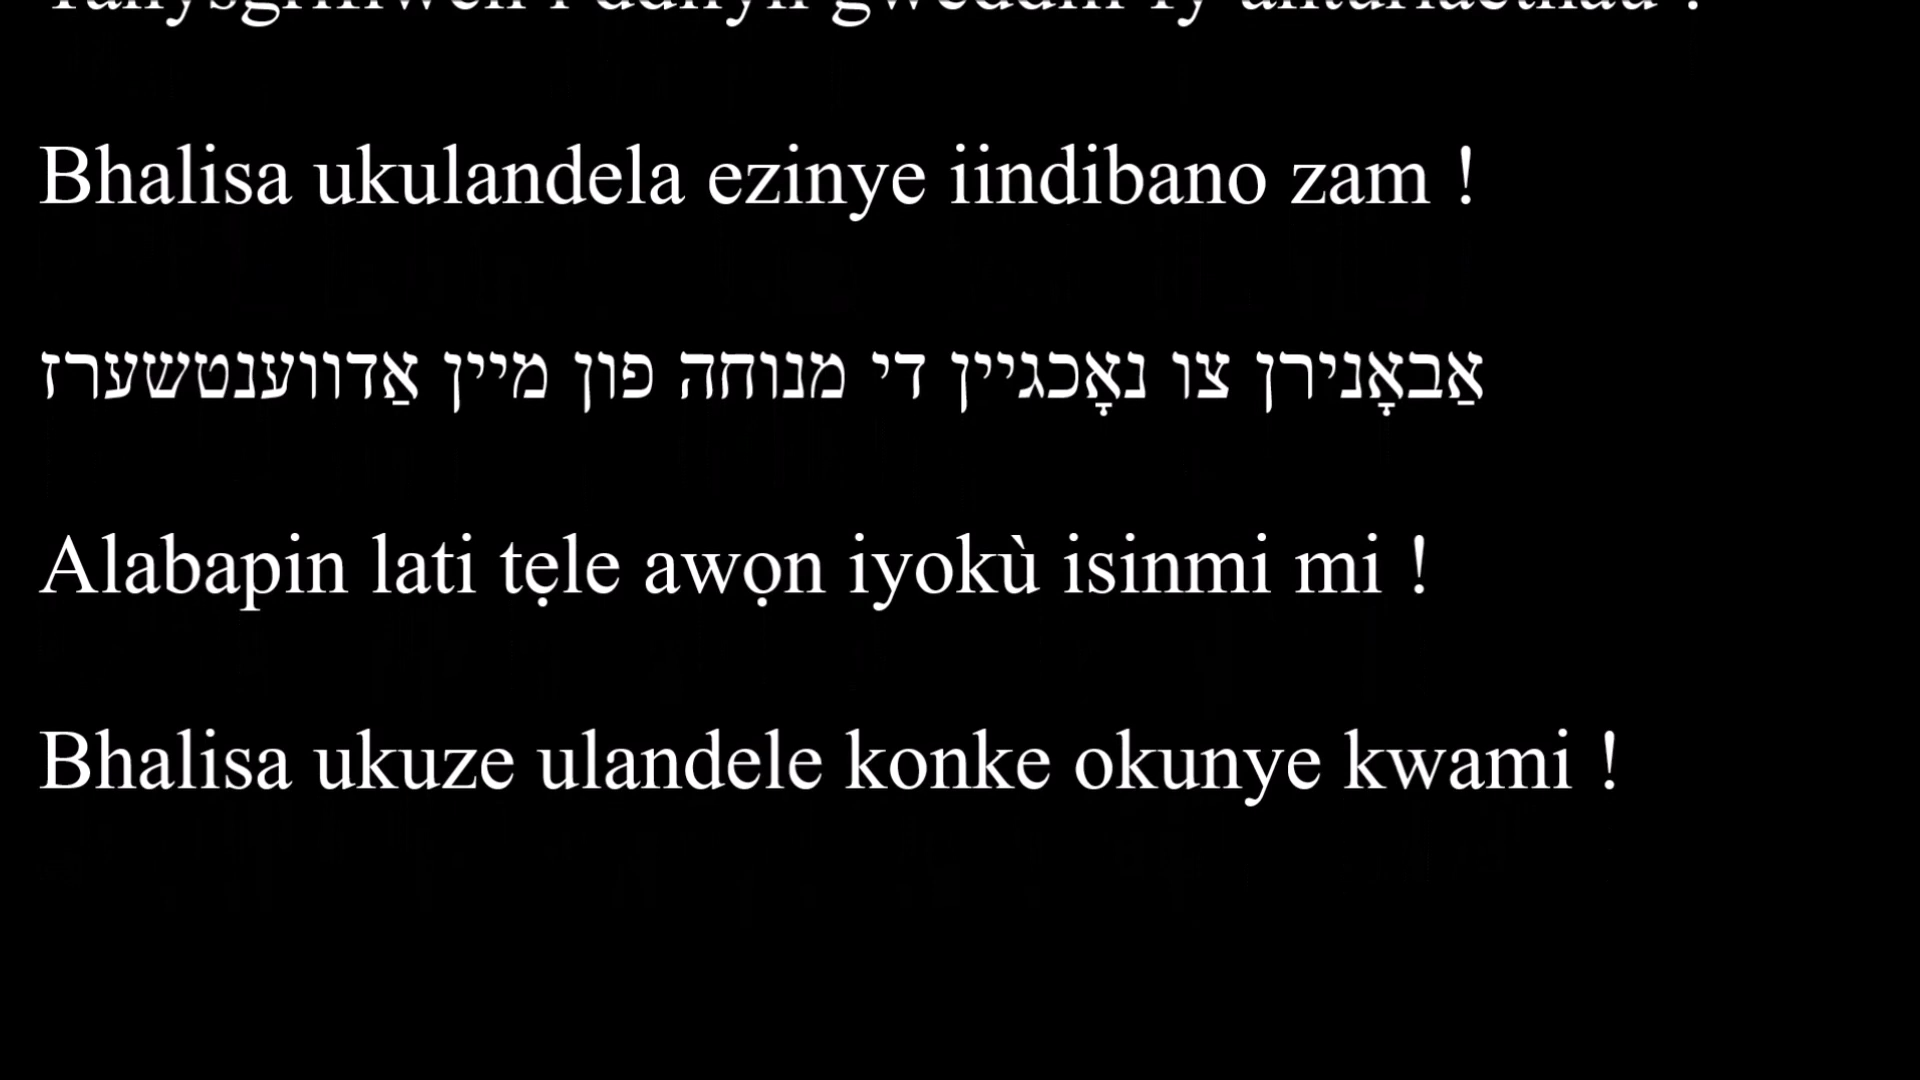 Bhalisa ukulandela ezinye iindibano zam !
אַבאָנירן צו נאָכגיין די מנוחה פון מיין אַדווענטשערז
Alabapin lati tẹle awọn iyokù isinmi mi !
Bhalisa ukuze ulandele konke okunye kwami !